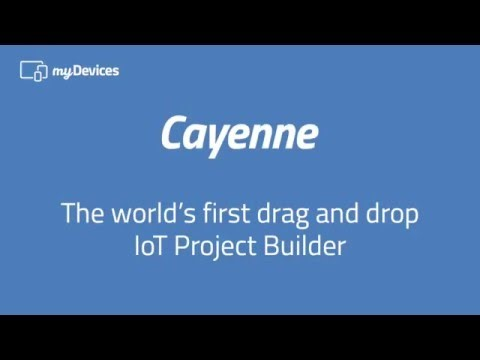 myDevices
Cayenne
The world's first drag and drop
IoT Project Builder